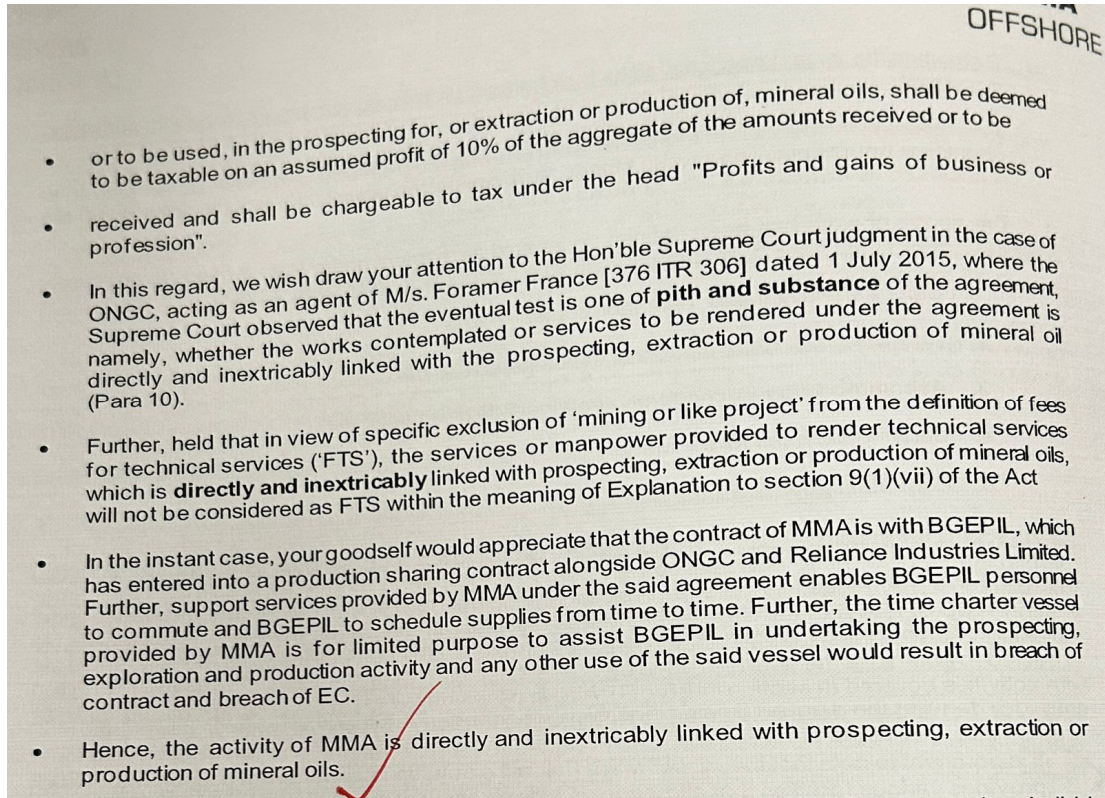 OFFSHORE
• or to be used, in the prospecting for, or extraction or production of, mineral oils, shall be deemed
to be taxable on an assumed profit of 10% of the aggregate of the amounts received or to be
• received and shall be chargeable to tax under the head "Profits and gains of business or
profession".
• In this regard, we wish draw your attention to the Hon'ble Supreme Court judgment in the case of
ONGC, acting as an agent of M/s. Foramer France [376 ITR 306] dated 1 July 2015, where the
Supreme Court observed that the eventual test is one of pith and substance of the agreement,
namely, whether the works contemplated or services to be rendered under the agreement is
directly and inextricably linked with the prospecting, extraction or production of mineral oil
(Para 10).
• Further, held that in view of specific exclusion of 'mining or like project' from the definition of fees
for technical services ('FTS'), the services or manpower provided to render technical services
which is directly and inextricably linked with prospecting, extraction or production of mineral oils,
will not be considered as FTS within the meaning of Explanation to section 9(1)(vii) of the Act
• In the instant case, your goodself would appreciate that the contract of MMA is with BGEPIL, which
has entered into a production sharing contract alongside ONGC and Reliance Industries Limited.
Further, support services provided by MMA under the said agreement enables BGEPIL personnel
to commute and BGEPIL to schedule supplies from time to time. Further, the time charter vessel
provided by MMA is for limited purpose to assist BGEPIL in undertaking the prospecting,
exploration and production activity and any other use of the said vessel would result in breach of
contract and breach of EC.
• Hence, the activity of MMA is directly and inextricably linked with prospecting, extraction or
production of mineral oils.